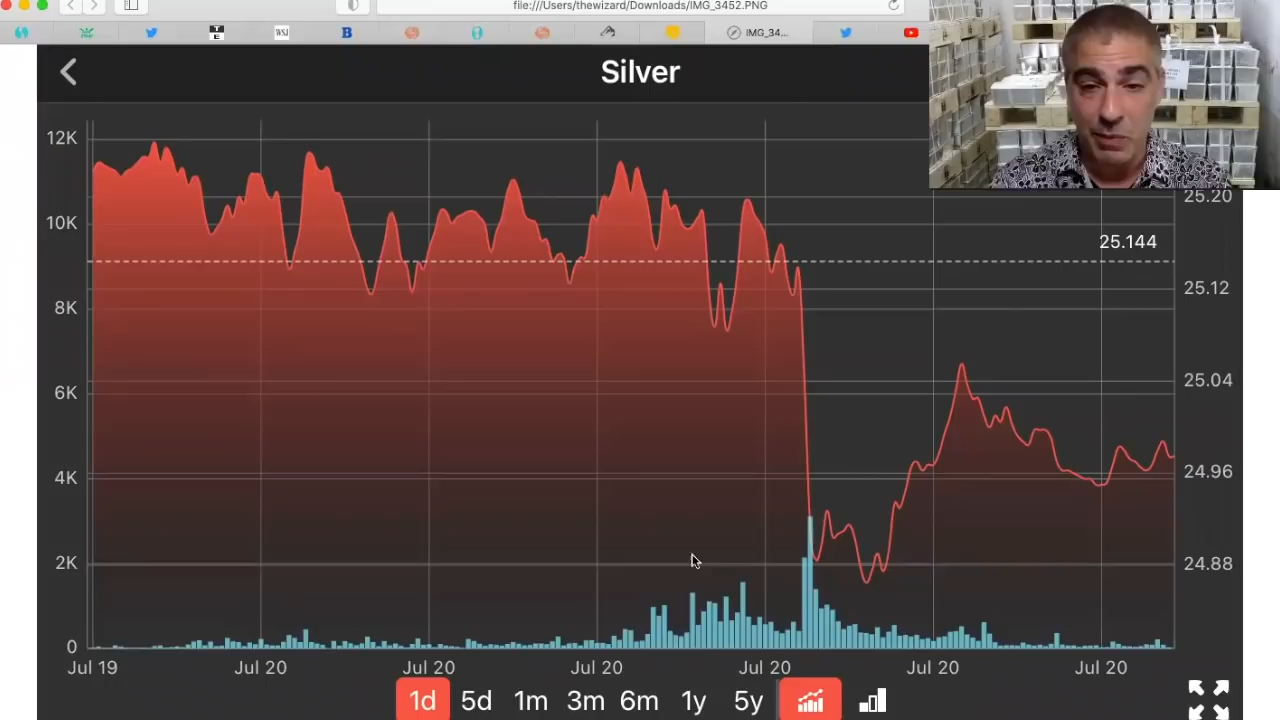 file:///Users/thewizard/Downloads/IMG_3452.PNG
T
E
WSJ
B
IMG_34...
Silver
12K
10K
8K
6K
4K
2K
0
25.20
25.144
25.12
25.04
24.96
24.88
Jul 19 Jul 20 Jul 20 Jul 20 Jul 20 Jul 20 Jul 20
1d 5d 1m 3m 6m 1y 5y